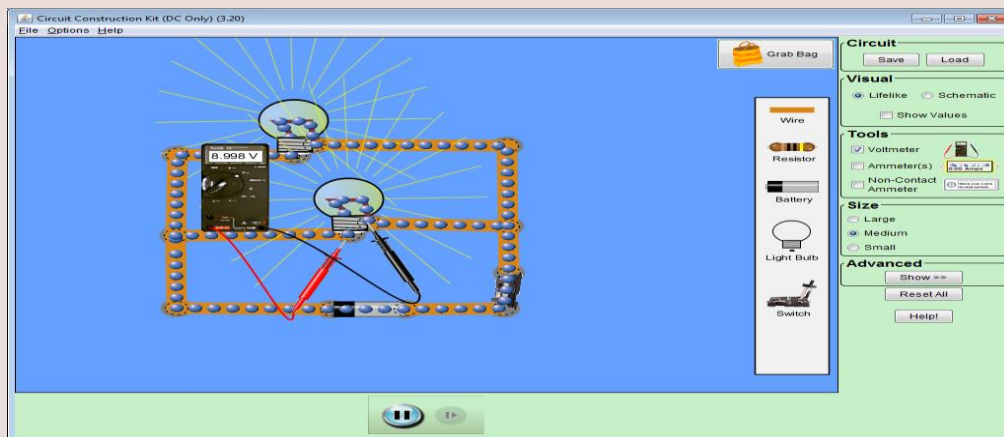 Circuit Construction Kit (DC Only) (3.20)
File Options Help
Grab Bag
8.998 V
Wire
Resistor
Battery
Light Bulb
Switch
Circuit
Save Load
Visual
Lifelike Schematic
Show Values
Tools
Voltmeter
Ammeter(s)
Non-Contact
Ammeter
Size
Large
Medium
Small
Advanced
Show >>
Reset All
Help!